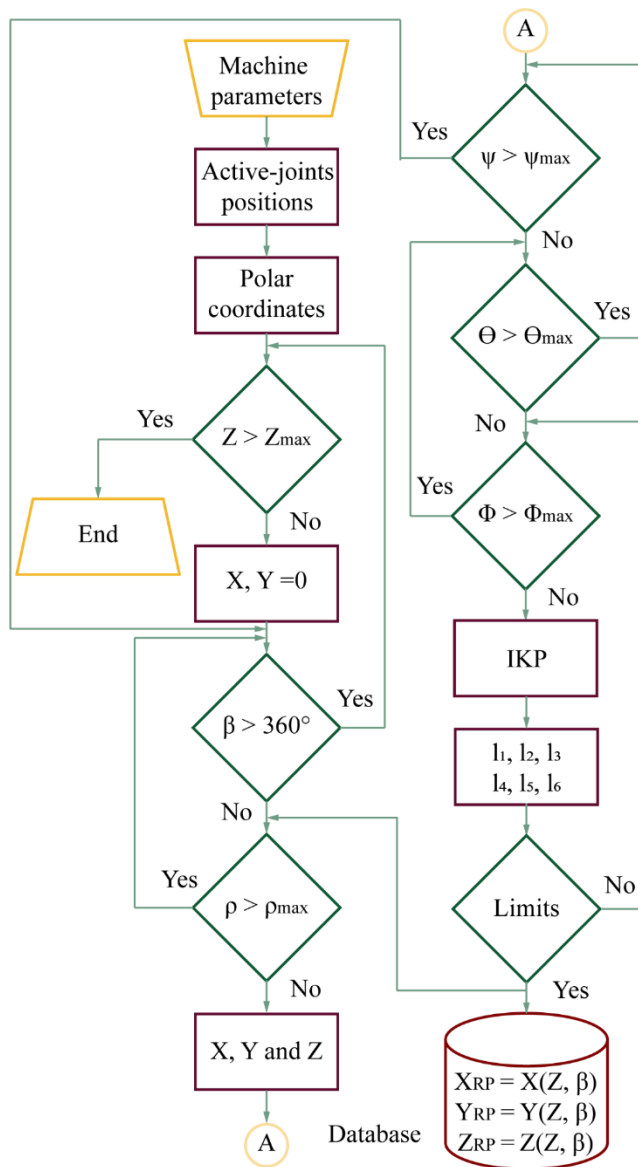 Machine
parameters
Active-joints
positions
Polar
coordinates
Z > Zmax
Yes
No
End
X, Y =0
β > 360°
Yes
No
ρ > ρmax
Yes
No
X, Y and Z
A
A
ψ > ψmax
Yes
No
Ө > Өmax
Yes
No
Φ > Φmax
Yes
No
IKP
l₁, l₂, l₃
l₄, l₅, l₆
Limits
No
Yes
Database
XRP = X(Z, β)
YRP = Y(Z, β)
ZRP = Z(Z, β)